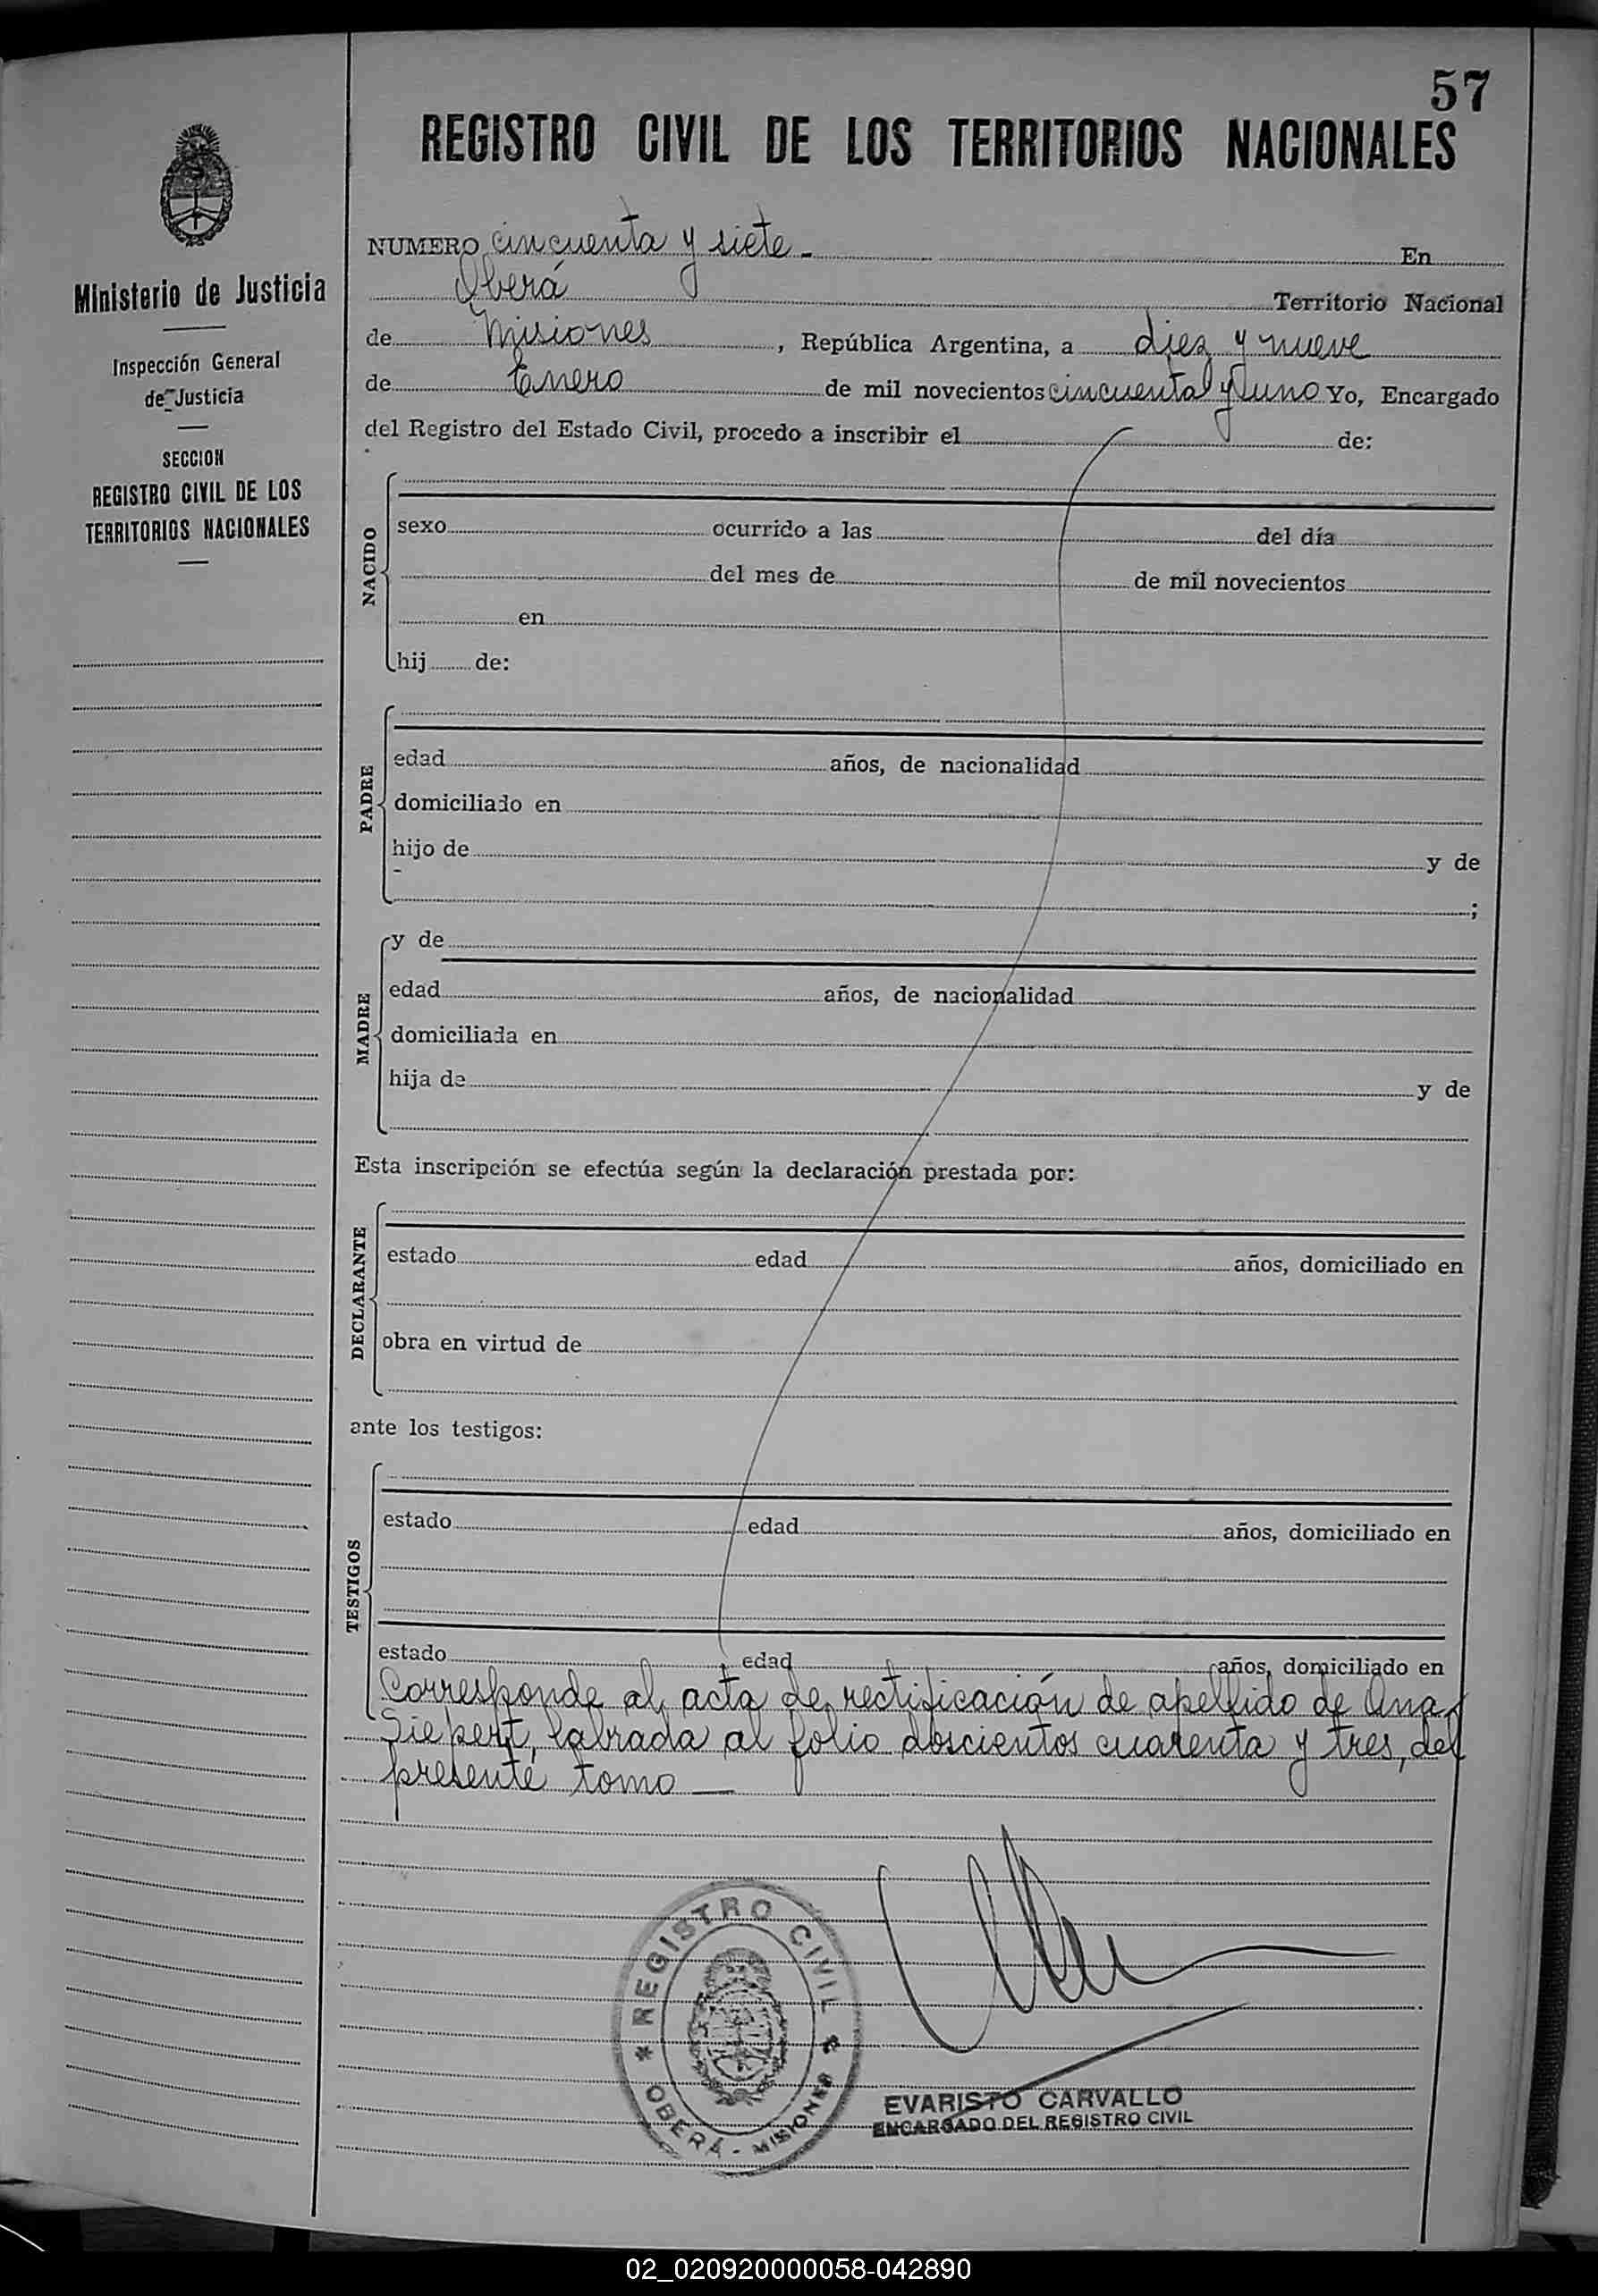 57
REGISTRO CIVIL DE LOS TERRITORIOS NACIONALES
Ministerio de Justicia
Inspección General
de Justicia
SECCION
REGISTRO CIVIL DE LOS
TERRITORIOS NACIONALES
NUMERO cincuenta y siete - En
Oberá Territorio Nacional
de Misiones, República Argentina, a diez y nueve
de Enero de mil novecientos cincuenta y uno Yo, Encargado
del Registro del Estado Civil, procedo a inscribir el de:
NACIDO
sexo ocurrido a las del día
del mes de de mil novecientos
en
hij de:
PADRE
edad años, de nacionalidad
domiciliado en
hijo de y de
;
MADRE
y de
edad años, de nacionalidad
domiciliada en
hija de y de
Esta inscripción se efectúa según la declaración prestada por:
DECLARANTE
estado edad años, domiciliado en
obra en virtud de
ante los testigos:
TESTIGOS
estado edad años, domiciliado en
estado edad años, domiciliado en
Corresponde al acta de rectificación de apellido de Ana
Siepert, labrada al folio doscientos cuarenta y tres, del
presente tomo —
* REGISTRO CIVIL *
OBERÁ - MISIONES
EVARISTO CARVALLO
ENCARGADO DEL REGISTRO CIVIL
02_020920000058-042890